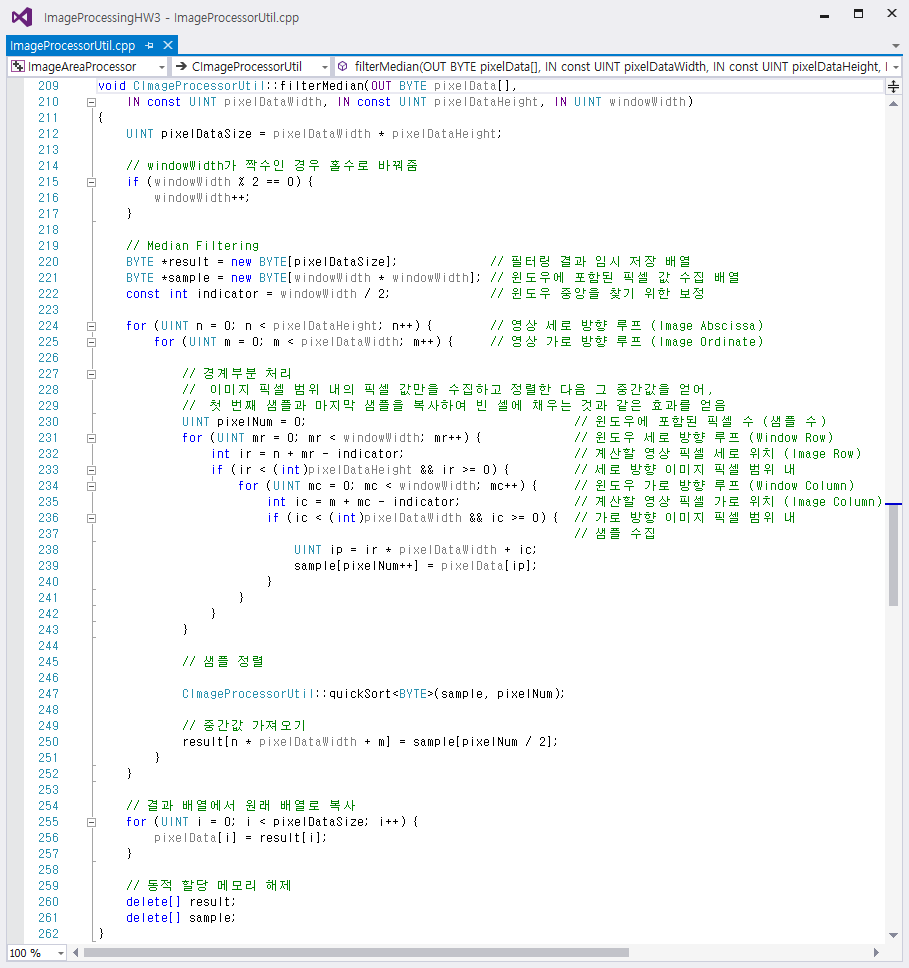 ImageProcessingHW3 - ImageProcessorUtil.cpp
ImageProcessorUtil.cpp
ImageAreaProcessor CImageProcessorUtil filterMedian(OUT BYTE pixelData[], IN const UINT pixelDataWidth, IN const UINT pixelDataHeight, I
209 void CImageProcessorUtil::filterMedian(OUT BYTE pixelData[],
210     IN const UINT pixelDataWidth, IN const UINT pixelDataHeight, IN UINT windowWidth)
211 {
212     UINT pixelDataSize = pixelDataWidth * pixelDataHeight;
213
214     // windowWidth가 짝수인 경우 홀수로 바꿔줌
215     if (windowWidth % 2 == 0) {
216         windowWidth++;
217     }
218
219     // Median Filtering
220     BYTE *result = new BYTE[pixelDataSize];             // 필터링 결과 임시 저장 배열
221     BYTE *sample = new BYTE[windowWidth * windowWidth]; // 윈도우에 포함된 픽셀 값 수집 배열
222     const int indicator = windowWidth / 2;              // 윈도우 중앙을 찾기 위한 보정
223
224     for (UINT n = 0; n < pixelDataHeight; n++) {        // 영상 세로 방향 루프 (Image Abscissa)
225         for (UINT m = 0; m < pixelDataWidth; m++) {     // 영상 가로 방향 루프 (Image Ordinate)
226
227             // 경계부분 처리
228             //  이미지 픽셀 범위 내의 픽셀 값만을 수집하고 정렬한 다음 그 중간값을 얻어,
229             //  첫 번째 샘플과 마지막 샘플을 복사하여 빈 셀에 채우는 것과 같은 효과를 얻음
230             UINT pixelNum = 0;                                      // 윈도우에 포함된 픽셀 수 (샘플 수)
231             for (UINT mr = 0; mr < windowWidth; mr++) {             // 윈도우 세로 방향 루프 (Window Row)
232                 int ir = n + mr - indicator;                        // 계산할 영상 픽셀 세로 위치 (Image Row)
233                 if (ir < (int)pixelDataHeight && ir >= 0) {         // 세로 방향 이미지 픽셀 범위 내
234                     for (UINT mc = 0; mc < windowWidth; mc++) {     // 윈도우 가로 방향 루프 (Window Column)
235                         int ic = m + mc - indicator;                // 계산할 영상 픽셀 가로 위치 (Image Column)
236                         if (ic < (int)pixelDataWidth && ic >= 0) {  // 가로 방향 이미지 픽셀 범위 내
237                                                                     // 샘플 수집
238                             UINT ip = ir * pixelDataWidth + ic;
239                             sample[pixelNum++] = pixelData[ip];
240                         }
241                     }
242                 }
243             }
244
245             // 샘플 정렬
246
247             CImageProcessorUtil::quickSort<BYTE>(sample, pixelNum);
248
249             // 중간값 가져오기
250             result[n * pixelDataWidth + m] = sample[pixelNum / 2];
251         }
252     }
253
254     // 결과 배열에서 원래 배열로 복사
255     for (UINT i = 0; i < pixelDataSize; i++) {
256         pixelData[i] = result[i];
257     }
258
259     // 동적 할당 메모리 해제
260     delete[] result;
261     delete[] sample;
262 }
100 %